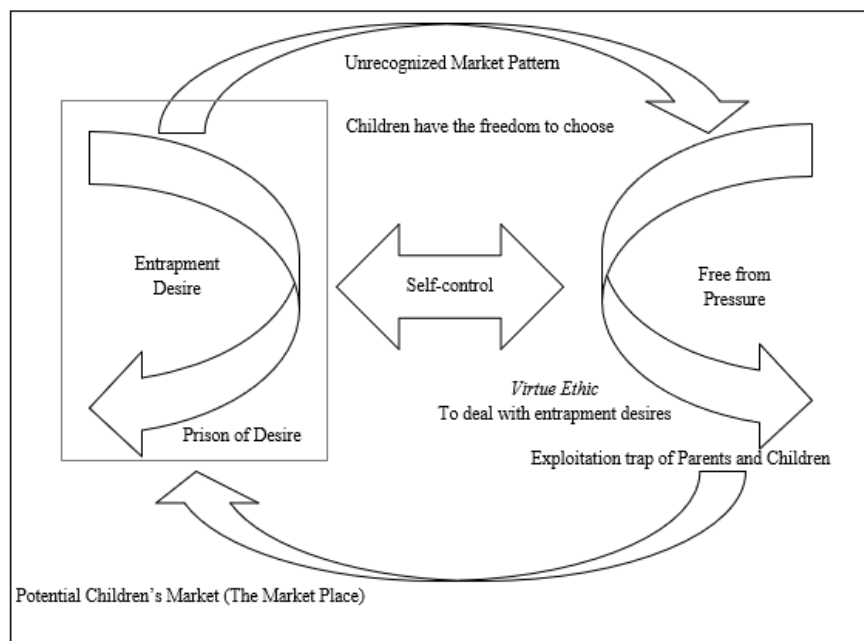 Unrecognized Market Pattern
Children have the freedom to choose
Entrapment
Desire
Self-control
Free from
Pressure
Virtue Ethic
To deal with entrapment desires
Prison of Desire
Exploitation trap of Parents and Children
Potential Children’s Market (The Market Place)